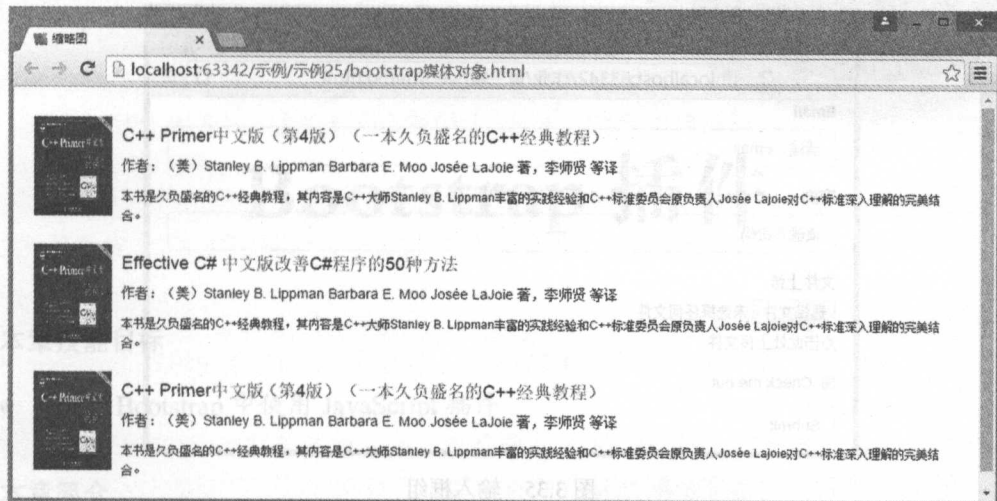 缩略图
localhost:63342/示例/示例25/bootstrap媒体对象.html
C++ Primer中文版（第4版）（一本久负盛名的C++经典教程）
作者：（美）Stanley B. Lippman Barbara E. Moo Josée LaJoie 著，李师贤 等译
本书是久负盛名的C++经典教程，其内容是C++大师Stanley B. Lippman丰富的实践经验和C++标准委员会原负责人Josée Lajoie对C++标准深入理解的完美结
合。
C++ Primer
Effective C# 中文版改善C#程序的50种方法
作者：（美）Stanley B. Lippman Barbara E. Moo Josée LaJoie 著，李师贤 等译
本书是久负盛名的C++经典教程，其内容是C++大师Stanley B. Lippman丰富的实践经验和C++标准委员会原负责人Josée Lajoie对C++标准深入理解的完美结
合。
C++ Primer
C++ Primer中文版（第4版）（一本久负盛名的C++经典教程）
作者：（美）Stanley B. Lippman Barbara E. Moo Josée LaJoie 著，李师贤 等译
本书是久负盛名的C++经典教程，其内容是C++大师Stanley B. Lippman丰富的实践经验和C++标准委员会原负责人Josée Lajoie对C++标准深入理解的完美结
合。
C++ Primer